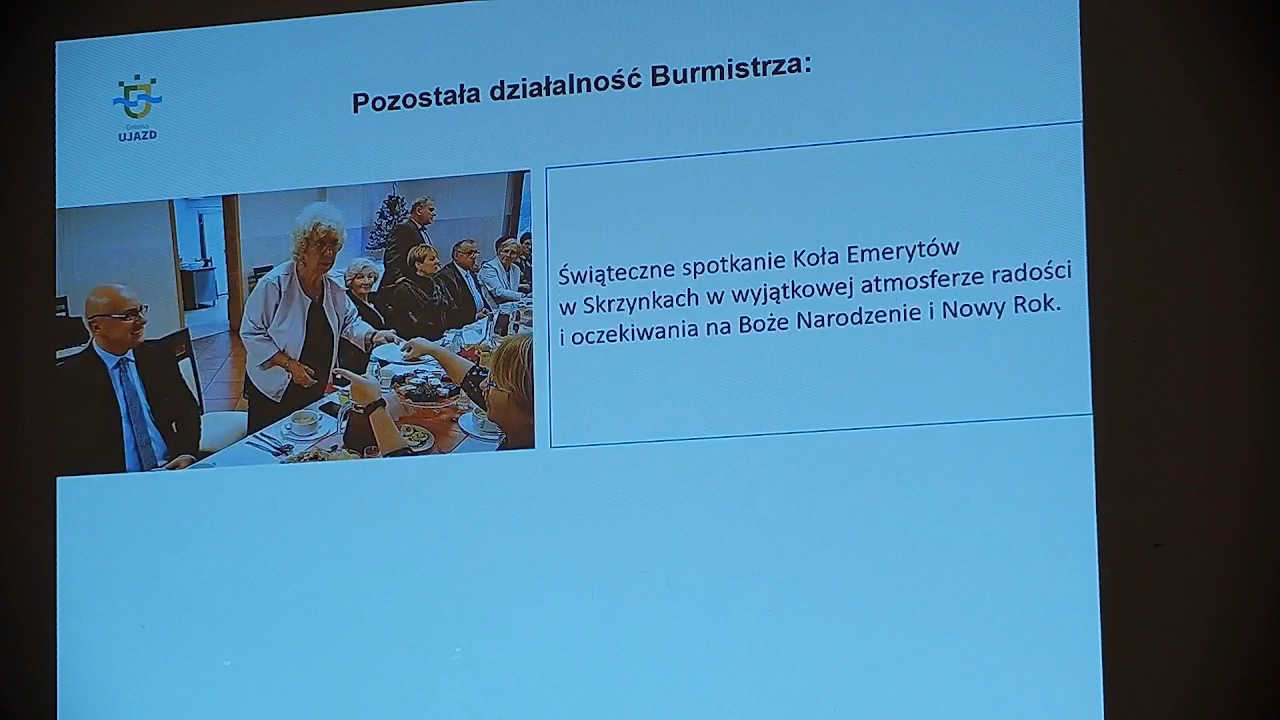 Pozostała działalność Burmistrza:
Gmina
UJAZD
Świąteczne spotkanie Koła Emerytów
w Skrzynkach w wyjątkowej atmosferze radości
i oczekiwania na Boże Narodzenie i Nowy Rok.